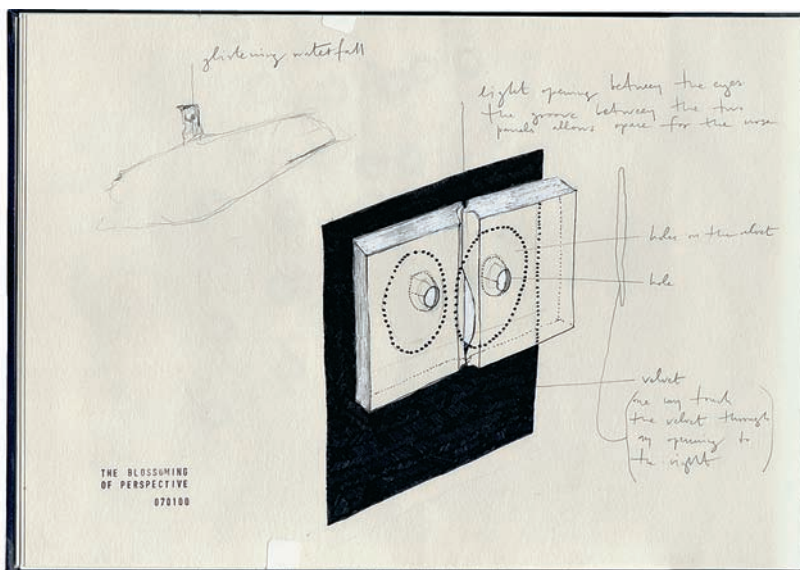 glistening waterfall
light opening between the eyes
the groove between the two
panels allows space for the nose
holes in the velvet
hole
velvet
one may touch
the velvet through
an opening to
the right
THE BLOSSOMING
OF PERSPECTIVE
070100